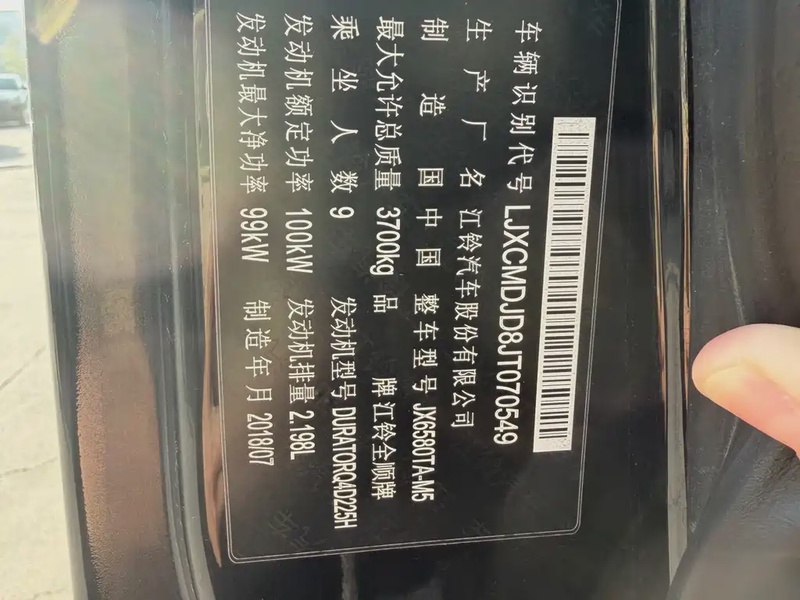 车辆识别代号 LJXCMDJD8JT070549
生产厂名 江铃汽车股份有限公司
制造国 中国 整车型号 JX6580TA-M5
最大允许总质量 3700kg 品牌 江铃全顺牌
乘坐人数 9 发动机型号 DURATORQ4D225H
发动机额定功率 100kW 发动机排量 2.198L
发动机最大净功率 99kW 制造年月 2018/07